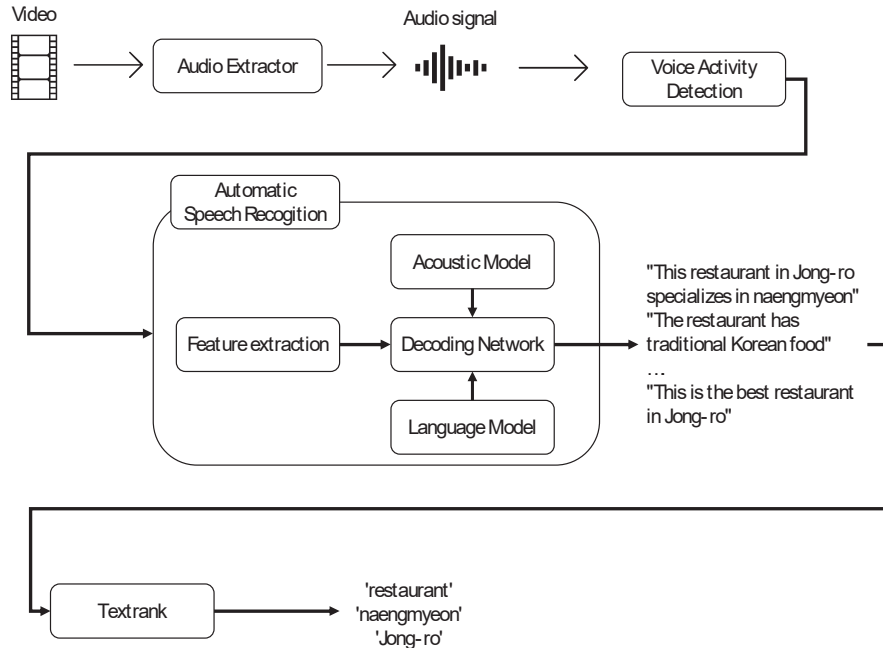 Video
Audio Extractor
Audio signal
Voice Activity
Detection
Automatic
Speech Recogition
Acoustic Model
Feature extraction
Decoding Network
Language Model
"This restaurant in Jong-ro
specializes in naengmyeon"
"The restaurant has
traditional Korean food"
...
"This is the best restaurant
in Jong-ro"
Textrank
'restaurant'
'naengmyeon'
'Jong-ro'